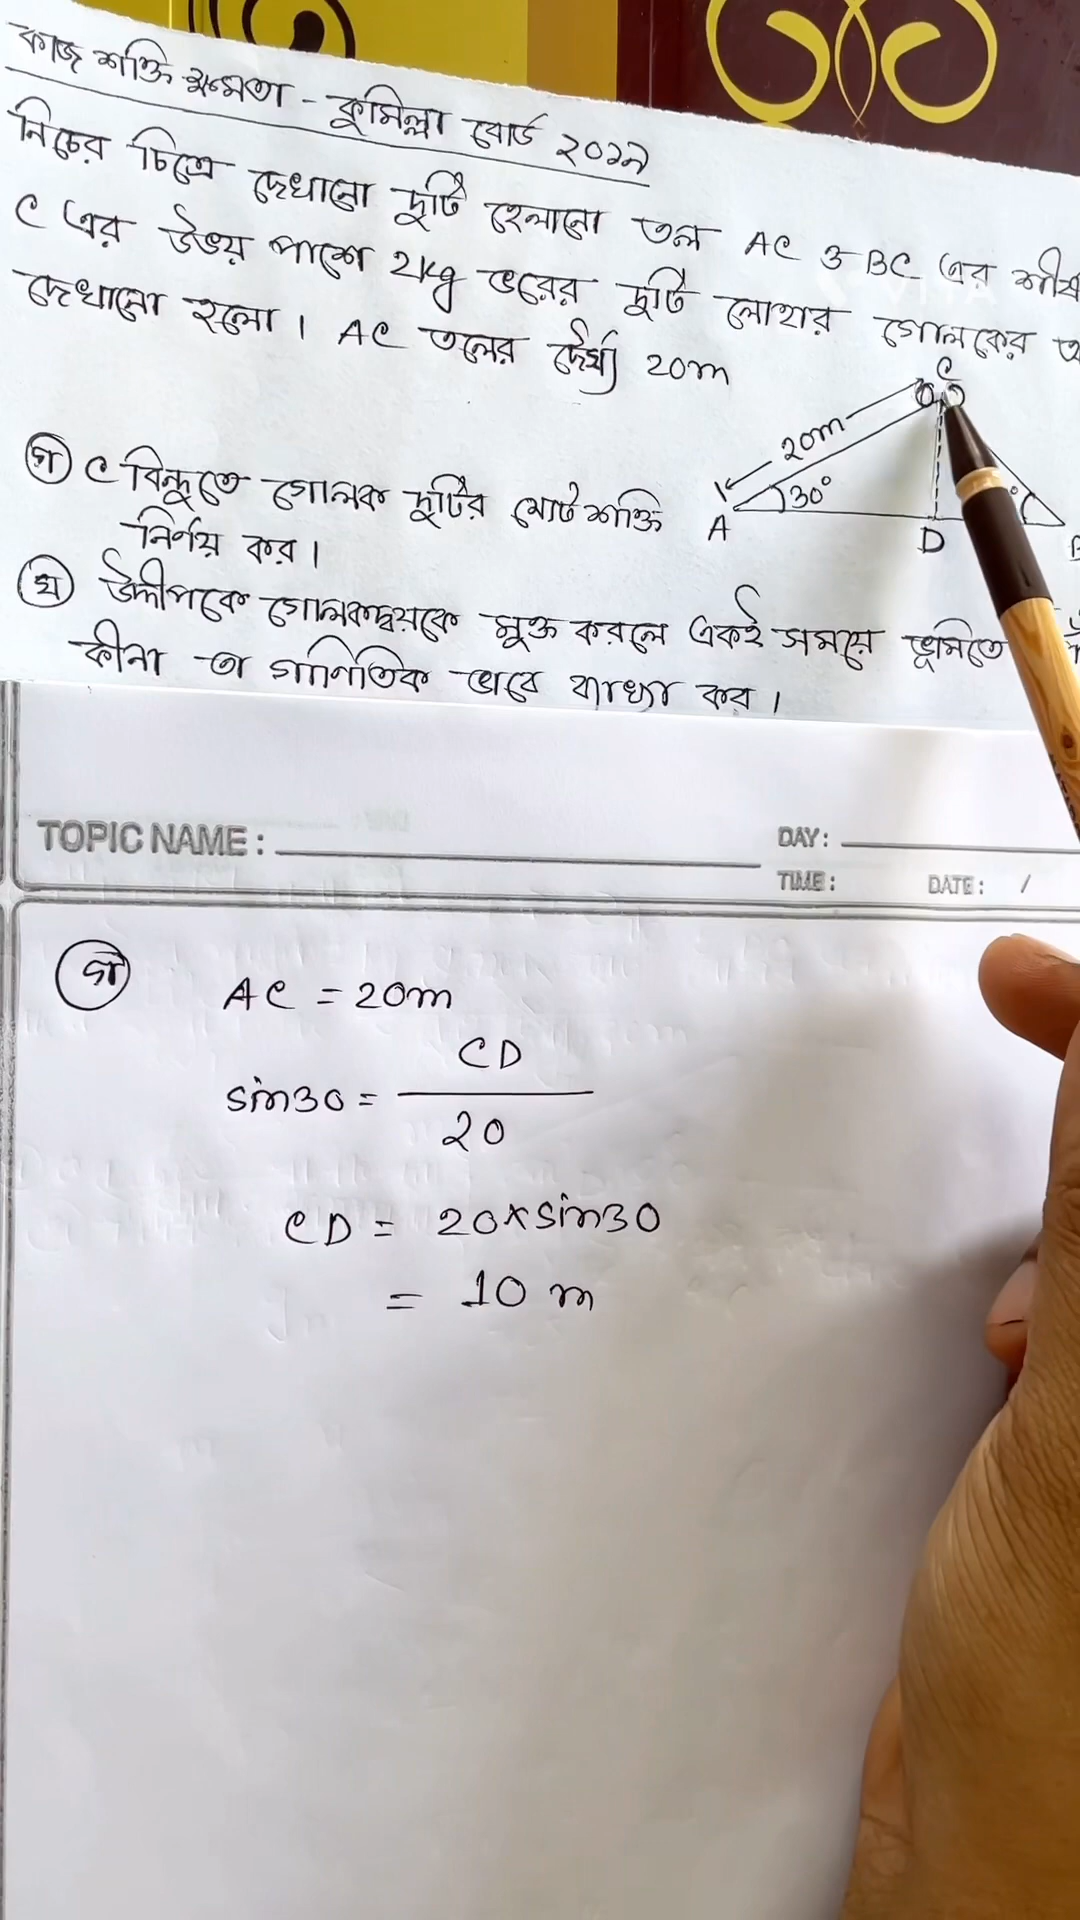 কাজ শক্তি ক্ষমতা - কুমিল্লা বোর্ড ২০১৯
নিচের চিত্রে দেখানো দুটি হেলানো তল AC ও BC এর শীর্ষ
C এর উভয় পাশে 2kg ভরের দুটি লোহার গোলকের
দেখানো হলো। AC তলের দৈর্ঘ্য 20m
C
20m
30°
A
D
গ C বিন্দুতে গোলক দুটির মোট শক্তি
নির্ণয় কর।
ঘ উদ্দীপকে গোলকদ্বয়কে মুক্ত করলে একই সময়ে ভূমিতে
কীনা তা গাণিতিক ভাবে ব্যাখ্যা কর।
TOPIC NAME :
DAY :
TIME :
DATE : /
গ
AC = 20m
sin30 = CD
20
CD = 20×sin30
= 10 m